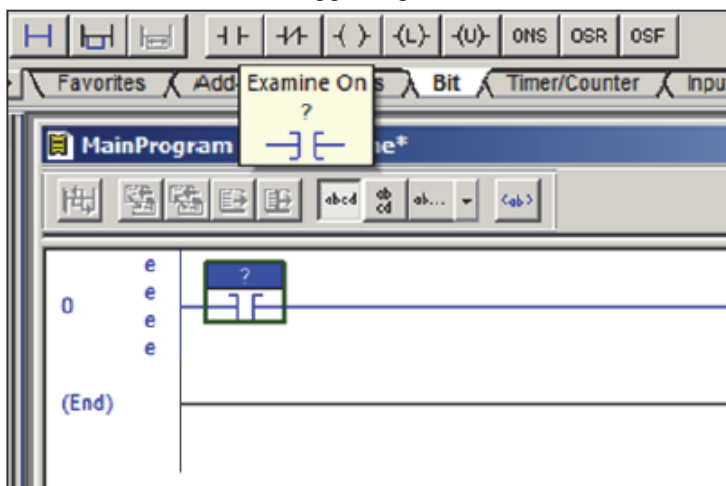 ONS OSR OSF
Favorites Add- s Bit Timer/Counter Inpu
Examine On
?
MainProgram ne*
abcd ab cd ab... <ab>
e
?
0 e
e
e
(End)